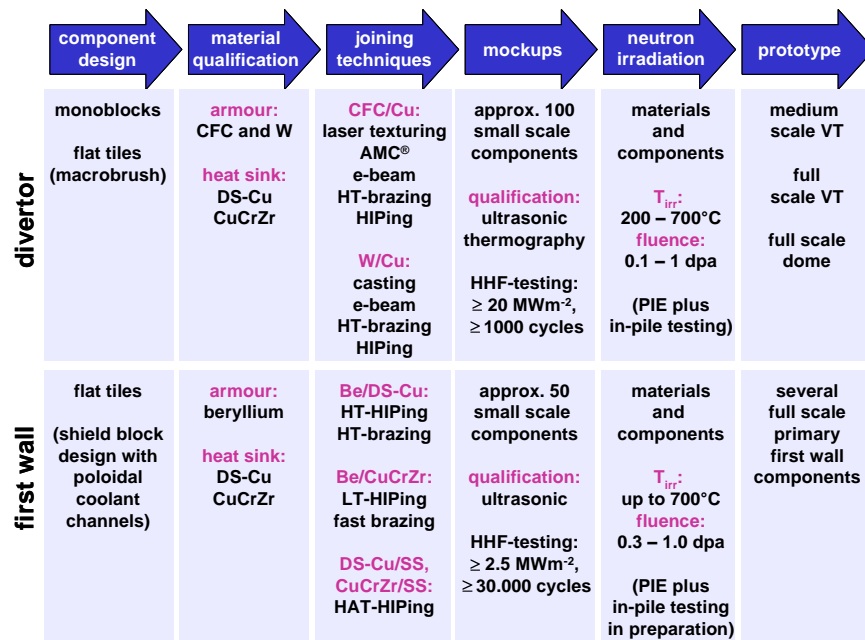 component
design
material
qualification
joining
techniques
mockups
neutron
irradiation
prototype
divertor
monoblocks
flat tiles
(macrobrush)
armour:
CFC and W
heat sink:
DS-Cu
CuCrZr
CFC/Cu:
laser texturing
AMC®
e-beam
HT-brazing
HIPing
W/Cu:
casting
e-beam
HT-brazing
HIPing
approx. 100
small scale
components
qualification:
ultrasonic
thermography
HHF-testing:
≥ 20 MWm⁻²,
≥ 1000 cycles
materials
and
components
Tirr:
200 – 700°C
fluence:
0.1 – 1 dpa
(PIE plus
in-pile testing)
medium
scale VT
full
scale VT
full scale
dome
first wall
flat tiles
(shield block
design with
poloidal
coolant
channels)
armour:
beryllium
heat sink:
DS-Cu
CuCrZr
Be/DS-Cu:
HT-HIPing
HT-brazing
Be/CuCrZr:
LT-HIPing
fast brazing
DS-Cu/SS,
CuCrZr/SS:
HAT-HIPing
approx. 50
small scale
components
qualification:
ultrasonic
HHF-testing:
≥ 2.5 MWm⁻²,
≥ 30.000 cycles
materials
and
components
Tirr:
up to 700°C
fluence:
0.3 – 1.0 dpa
(PIE plus
in-pile testing
in preparation)
several
full scale
primary
first wall
components